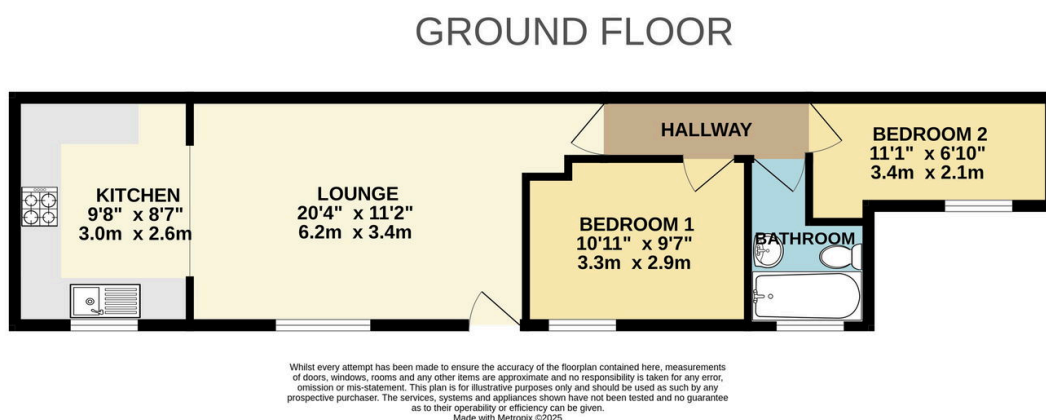 GROUND FLOOR
HALLWAY
BEDROOM 2
11'1" x 6'10"
3.4m x 2.1m
KITCHEN
9'8" x 8'7"
3.0m x 2.6m
LOUNGE
20'4" x 11'2"
6.2m x 3.4m
BEDROOM 1
10'11" x 9'7"
3.3m x 2.9m
BATHROOM
Whilst every attempt has been made to ensure the accuracy of the floorplan contained here, measurements
of doors, windows, rooms and any other items are approximate and no responsibility is taken for any error,
omission or mis-statement. This plan is for illustrative purposes only and should be used as such by any
prospective purchaser. The services, systems and appliances shown have not been tested and no guarantee
as to their operability or efficiency can be given.
Made with Metropix ©2025